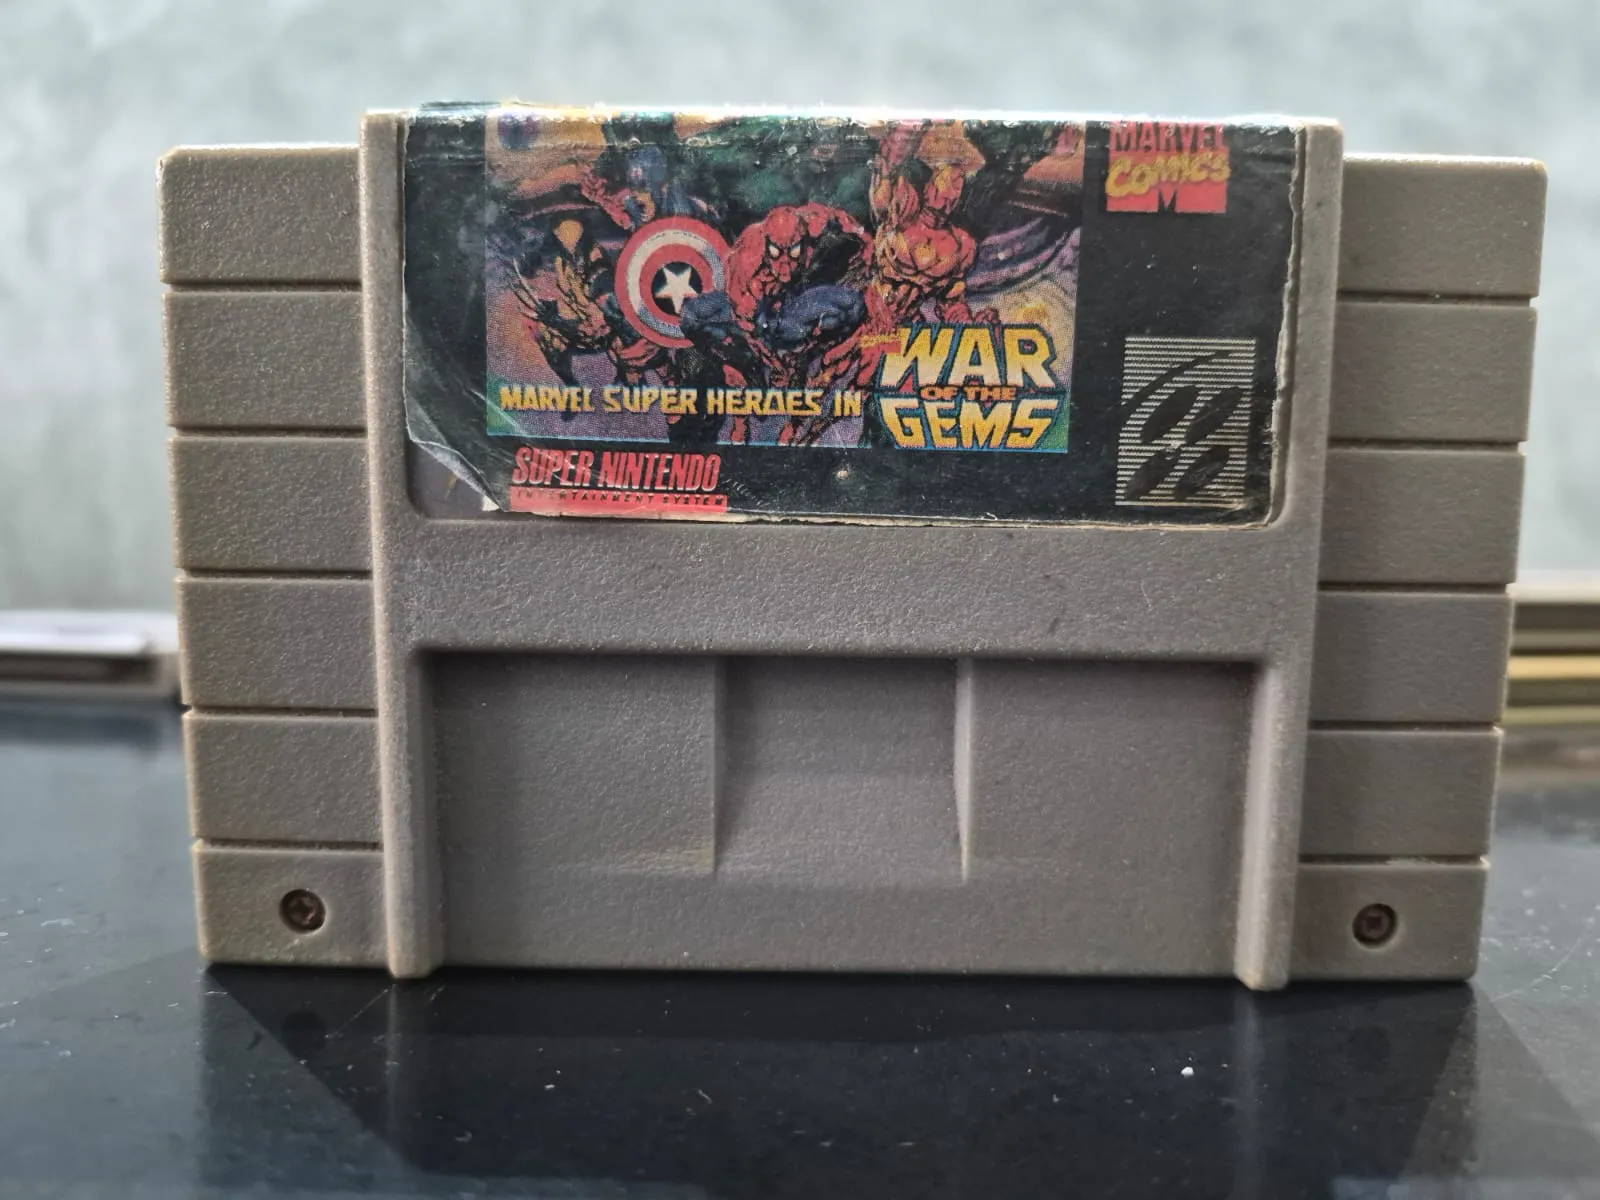 MARVEL
COMICS
M
WAR
OF THE
GEMS
MARVEL SUPER HEROES IN
SUPER NINTENDO
ENTERTAINMENT SYSTEM